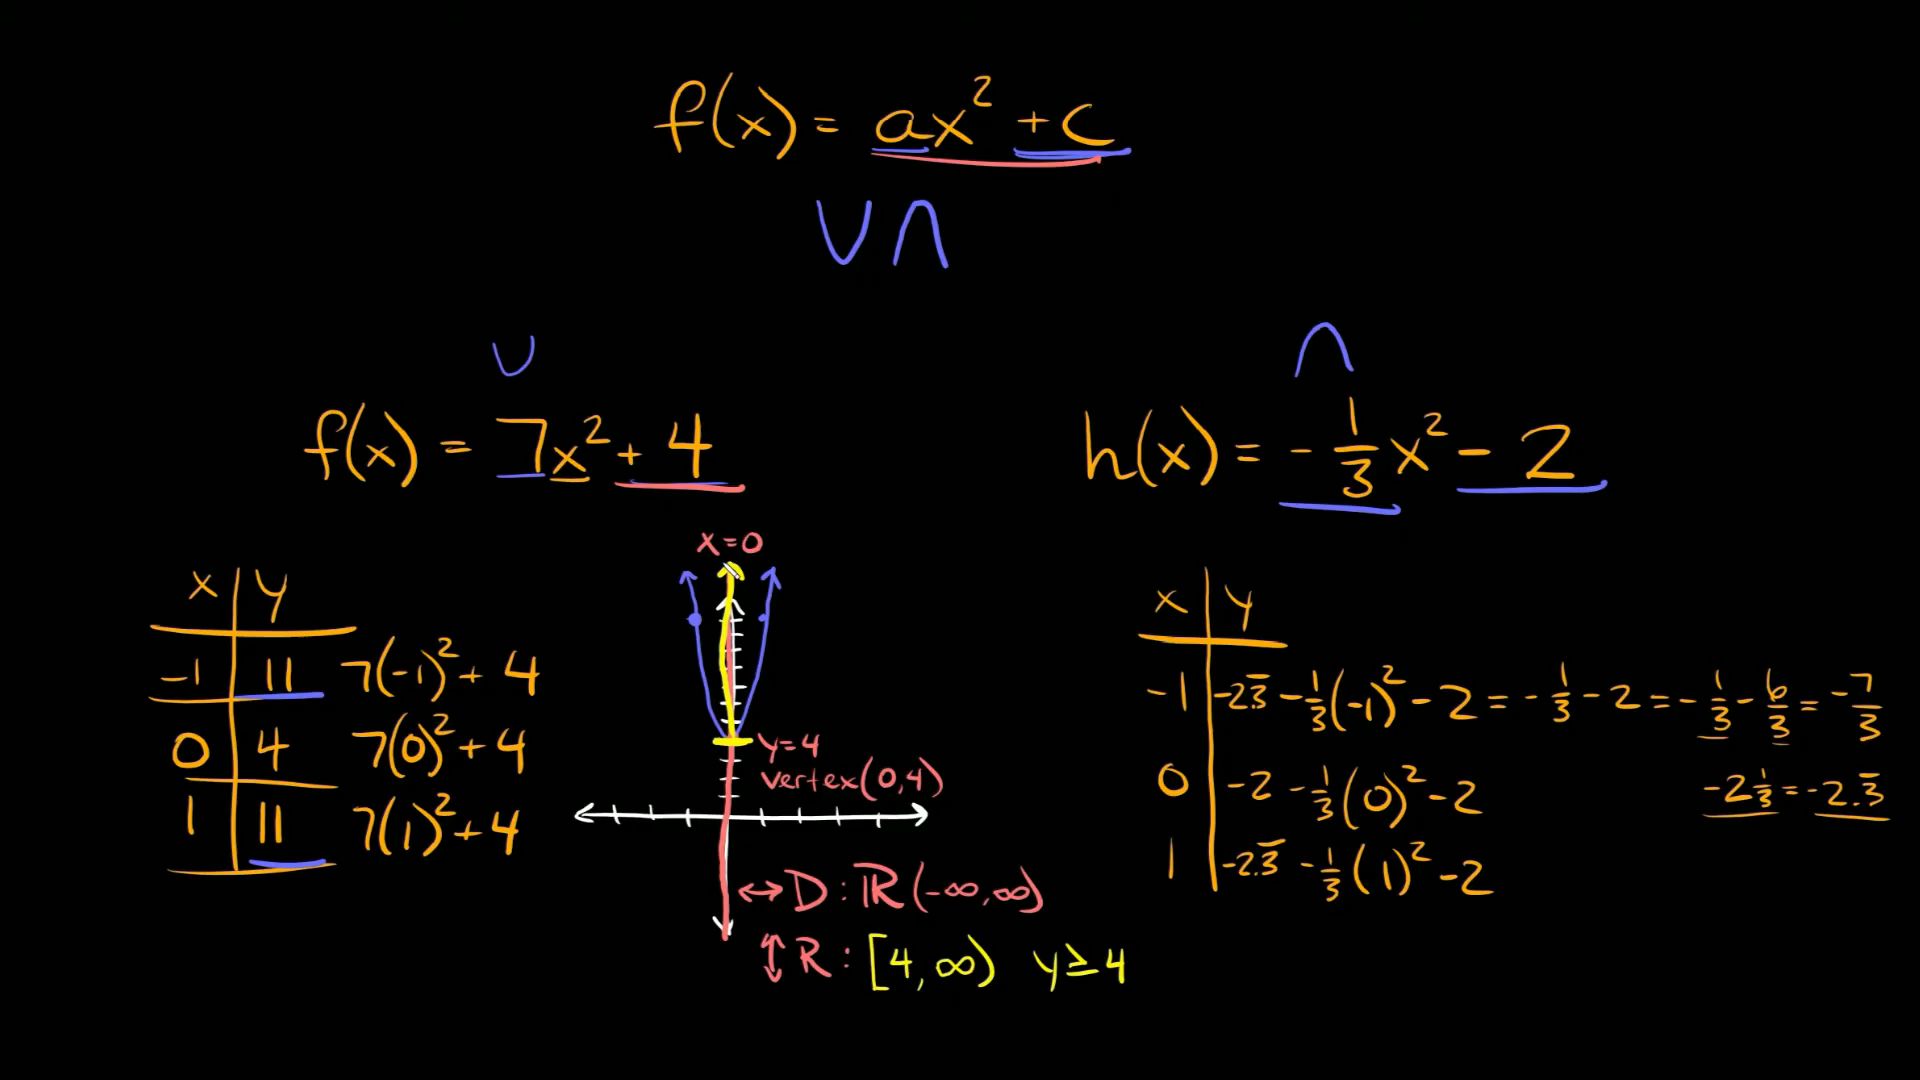 f(x) = ax² + c
f(x) = 7x² + 4
x y
-1 11 7(-1)² + 4
0 4 7(0)² + 4
1 11 7(1)² + 4
x=0
y=4
vertex(0,4)
↔ D: ℝ (-∞,∞)
↕ R: [4,∞) y≥4
h(x) = -1/3x² - 2
x y
-1 -2.3̅ -1/3(-1)² - 2 = -1/3 - 2 = -1/3 - 6/3 = -7/3
0 -2 -1/3(0)² - 2
-2 1/3 = -2.3̅
1 -2.3̅ -1/3(1)² - 2